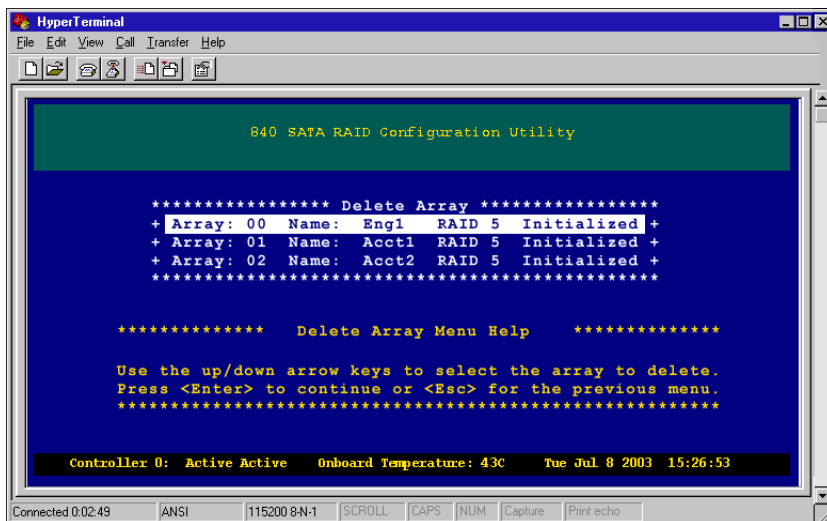 HyperTerminal
File Edit View Call Transfer Help
840 SATA RAID Configuration Utility
***************** Delete Array *****************
+ Array: 00 Name: Eng1 RAID 5 Initialized +
+ Array: 01 Name: Acct1 RAID 5 Initialized +
+ Array: 02 Name: Acct2 RAID 5 Initialized +
************************************************
************** Delete Array Menu Help **************
Use the up/down arrow keys to select the array to delete.
Press <Enter> to continue or <Esc> for the previous menu.
*********************************************************
Controller 0: Active Active Onboard Temperature: 43C Tue Jul 8 2003 15:26:53
Connected 0:02:49 ANSI 115200 8-N-1 SCROLL CAPS NUM Capture Print echo